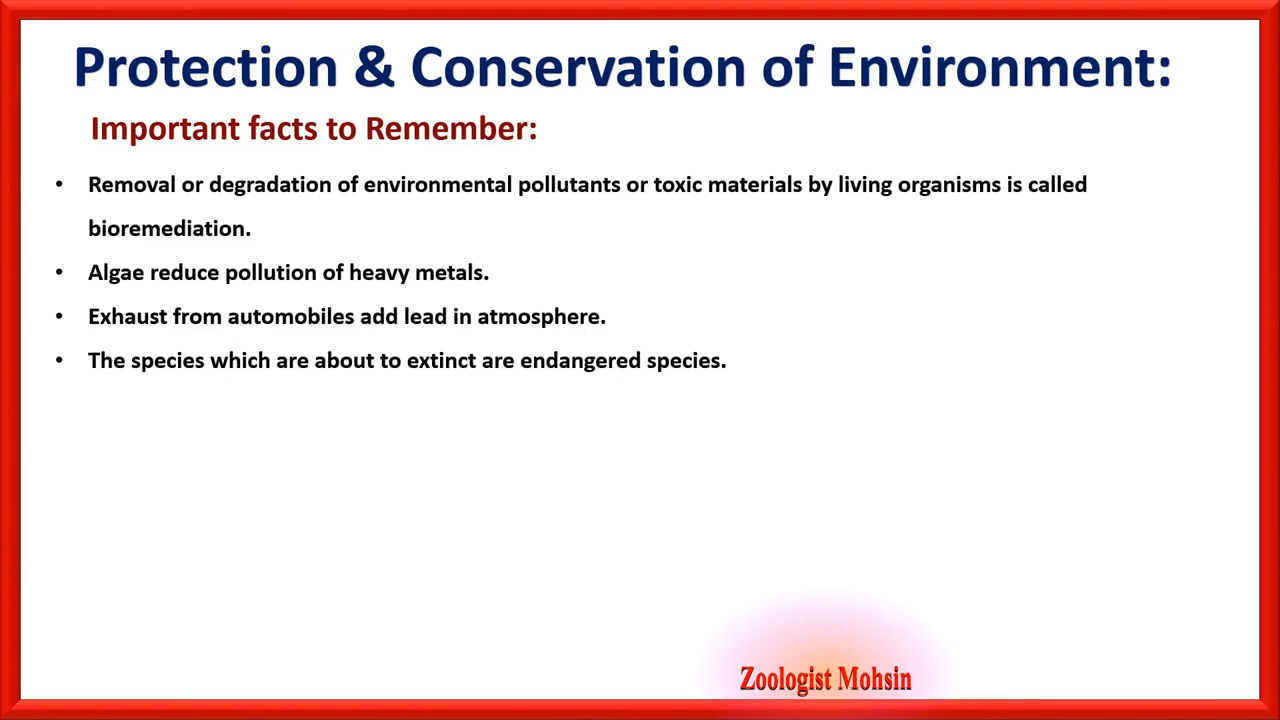 Protection & Conservation of Environment:
Important facts to Remember:
• Removal or degradation of environmental pollutants or toxic materials by living organisms is called
bioremediation.
• Algae reduce pollution of heavy metals.
• Exhaust from automobiles add lead in atmosphere.
• The species which are about to extinct are endangered species.
Zoologist Mohsin